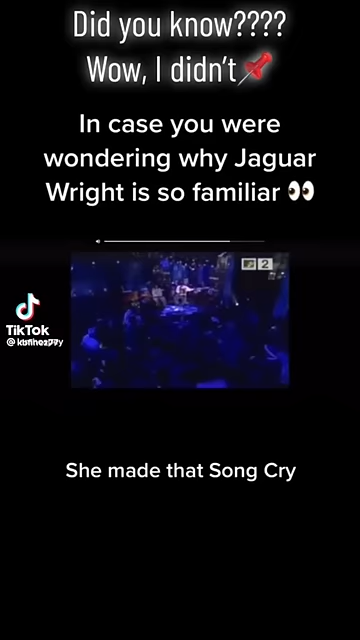 Did you know????
Wow, I didn't📌
In case you were
wondering why Jaguar
Wright is so familiar 👀
2
TikTok
She made that Song Cry